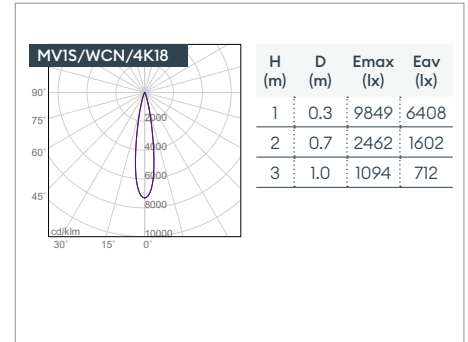 MV1S/WCN/4K18
90°
75°
60°
45°
30° 15° 0°
2000
4000
6000
8000
10000
cd/klm
H D Emax Eav
(m) (m) (lx) (lx)
1 0.3 9849 6408
2 0.7 2462 1602
3 1.0 1094 712